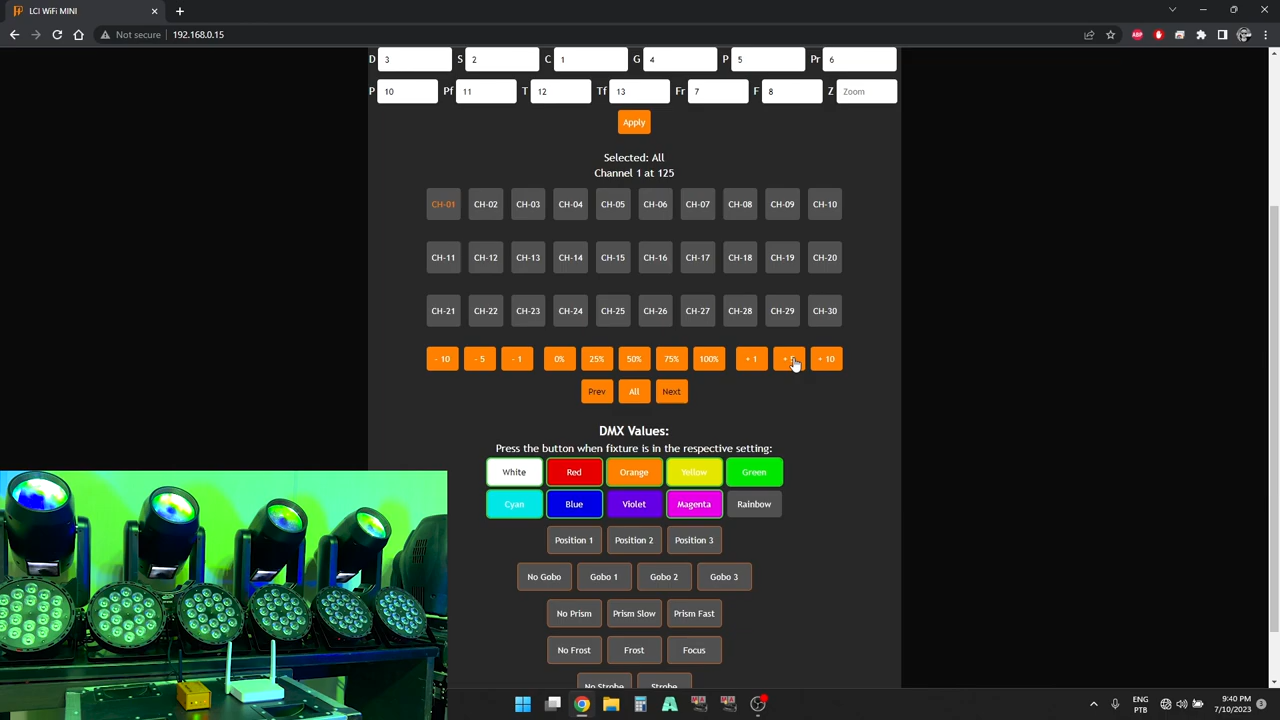 LCI WiFi MINI
Not secure 192.168.0.15
D 3 S 2 C 1 G 4 P 5 Pr 6
P 10 Pf 11 T 12 Tf 13 Fr 7 F 8 Z Zoom
Apply
Selected: All
Channel 1 at 125
CH-01 CH-02 CH-03 CH-04 CH-05 CH-06 CH-07 CH-08 CH-09 CH-10
CH-11 CH-12 CH-13 CH-14 CH-15 CH-16 CH-17 CH-18 CH-19 CH-20
CH-21 CH-22 CH-23 CH-24 CH-25 CH-26 CH-27 CH-28 CH-29 CH-30
- 10 - 5 - 1 0% 25% 50% 75% 100% + 1 + + 10
Prev All Next
DMX Values:
Press the button when fixture is in the respective setting:
White Red Orange Yellow Green
Cyan Blue Violet Magenta Rainbow
Position 1 Position 2 Position 3
No Gobo Gobo 1 Gobo 2 Gobo 3
No Prism Prism Slow Prism Fast
No Frost Frost Focus
No Strobe Strobe
ENG
PTB
9:40 PM
7/10/2023